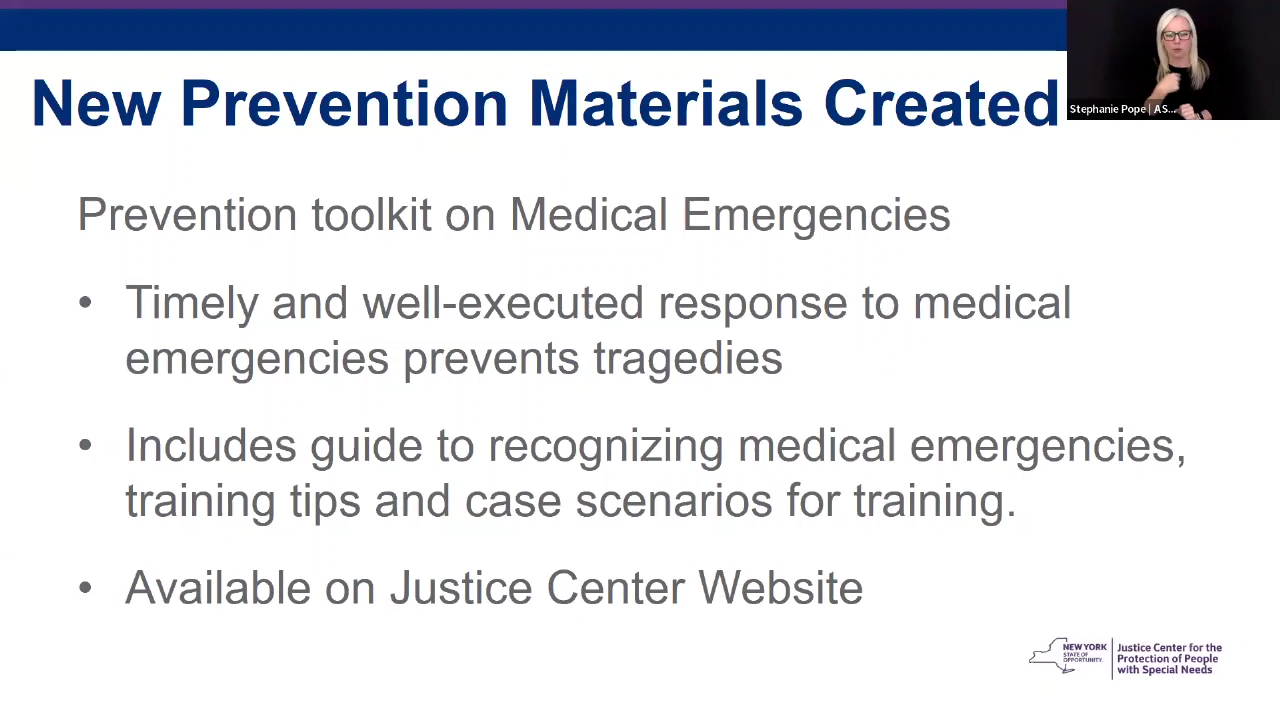 New Prevention Materials Created
Stephanie Pope | AS...
Prevention toolkit on Medical Emergencies
• Timely and well-executed response to medical
emergencies prevents tragedies
• Includes guide to recognizing medical emergencies,
training tips and case scenarios for training.
• Available on Justice Center Website
NEW YORK
STATE OF
OPPORTUNITY.
Justice Center for the
Protection of People
with Special Needs